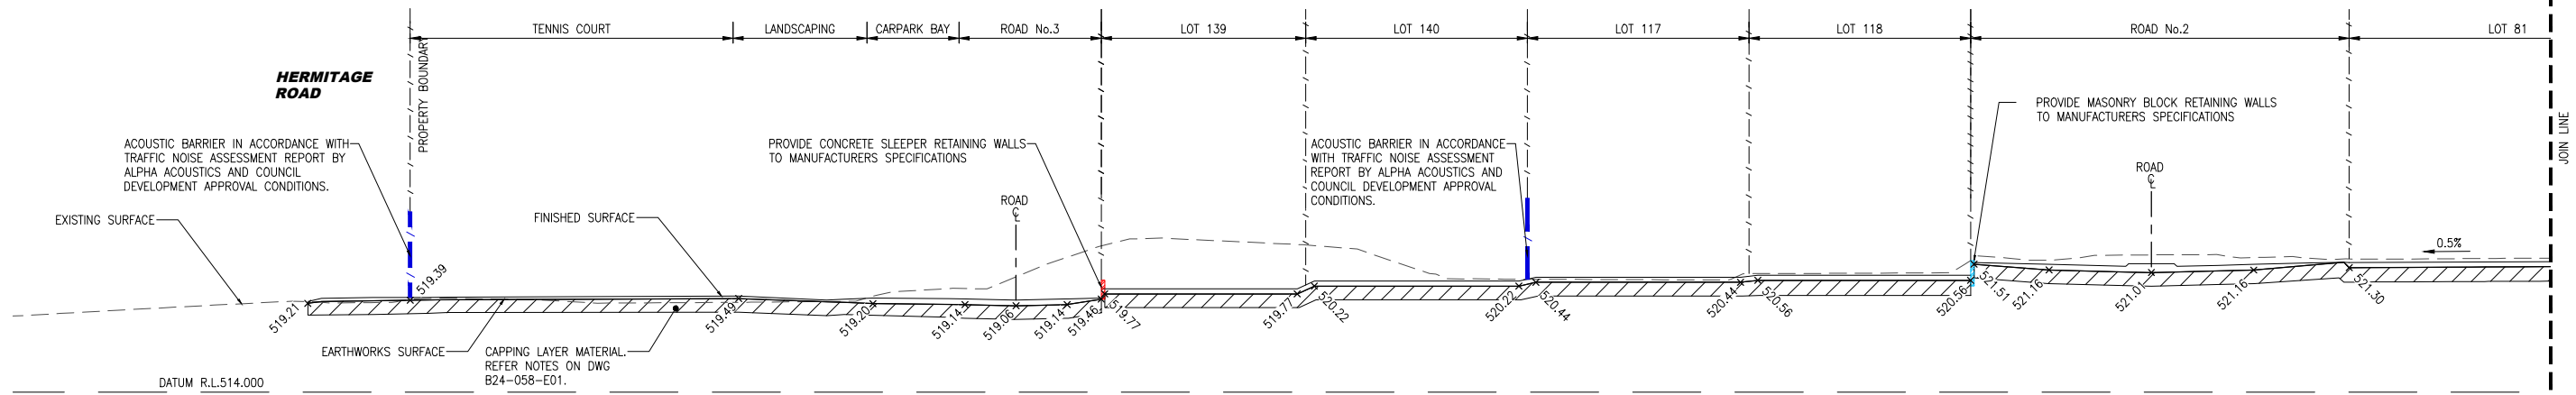 TENNIS COURT
LANDSCAPING
CARPARK BAY
ROAD No.3
LOT 139
LOT 140
LOT 117
LOT 118
ROAD No.2
LOT 81
HERMITAGE
ROAD
PROPERTY BOUNDARY
ACOUSTIC BARRIER IN ACCORDANCE WITH
TRAFFIC NOISE ASSESSMENT REPORT BY
ALPHA ACOUSTICS AND COUNCIL
DEVELOPMENT APPROVAL CONDITIONS.
PROVIDE CONCRETE SLEEPER RETAINING WALLS
TO MANUFACTURERS SPECIFICATIONS
ACOUSTIC BARRIER IN ACCORDANCE
WITH TRAFFIC NOISE ASSESSMENT
REPORT BY ALPHA ACOUSTICS AND
COUNCIL DEVELOPMENT APPROVAL
CONDITIONS.
PROVIDE MASONRY BLOCK RETAINING WALLS
TO MANUFACTURERS SPECIFICATIONS
JOIN LINE
ROAD
℄
ROAD
℄
EXISTING SURFACE
FINISHED SURFACE
0.5%
519.21
519.39
519.49
519.20
519.14
519.06
519.14
519.46
519.77
519.77
520.22
520.22
520.44
520.44
520.56
520.56
521.51
521.16
521.01
521.16
521.30
EARTHWORKS SURFACE
CAPPING LAYER MATERIAL.
REFER NOTES ON DWG
B24-058-E01.
DATUM R.L.514.000